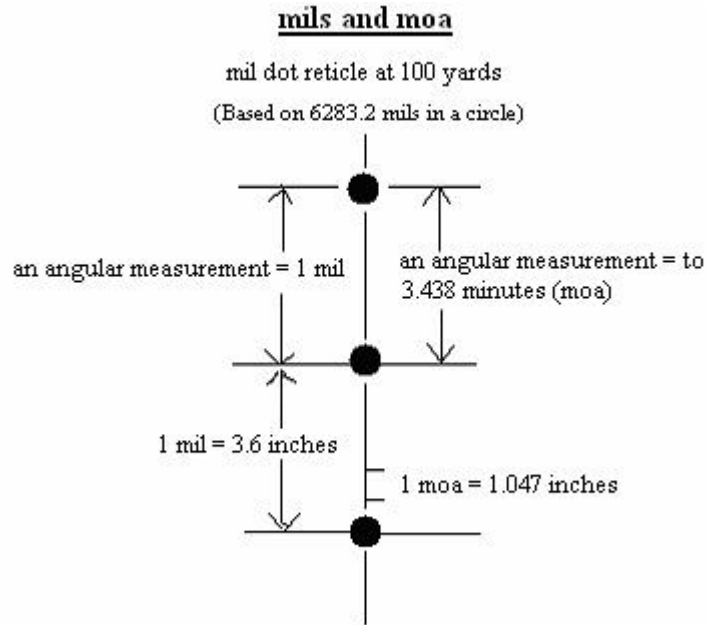 mils and moa
mil dot reticle at 100 yards
(Based on 6283.2 mils in a circle)
an angular measurement = 1 mil
an angular measurement = to
3.438 minutes (moa)
1 mil = 3.6 inches
1 moa = 1.047 inches